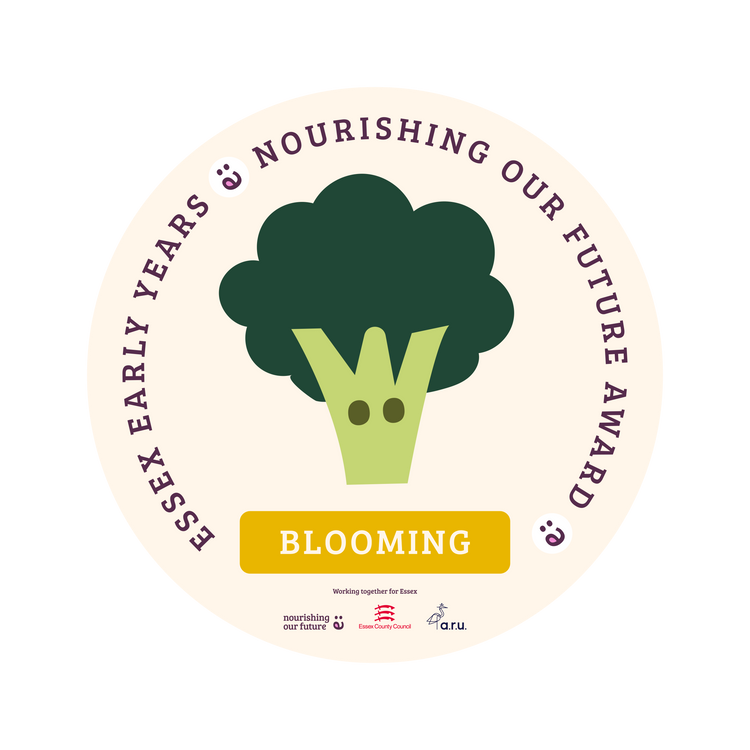 ESSEX EARLY YEARS
NOURISHING OUR FUTURE AWARD
BLOOMING
Working together for Essex
nourishing
our future
Essex County Council
a.r.u.